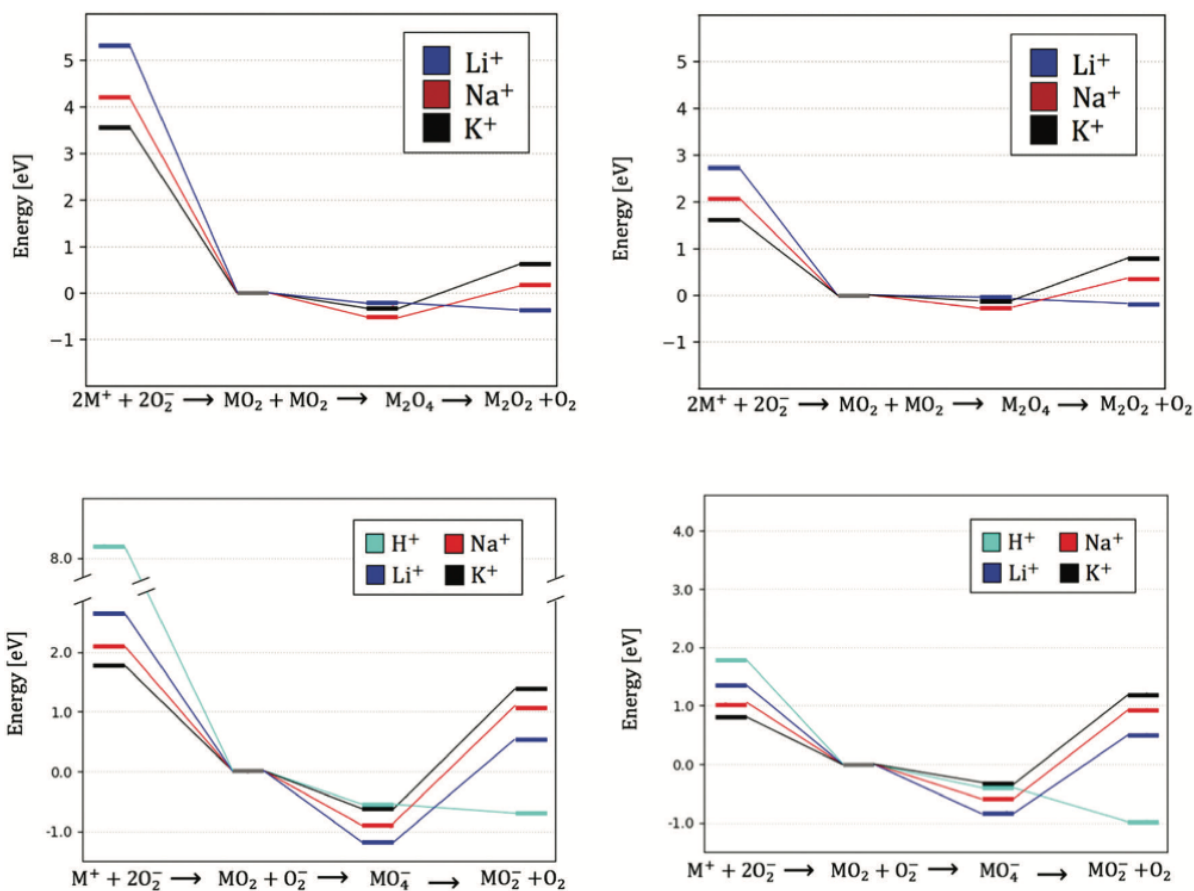 Energy [eV]
5
4
3
2
1
0
−1
Li⁺
Na⁺
K⁺
2M⁺ + 2O₂⁻ → MO₂ + MO₂ → M₂O₄ → M₂O₂ + O₂
Energy [eV]
5
4
3
2
1
0
−1
Li⁺
Na⁺
K⁺
2M⁺ + 2O₂⁻ → MO₂ + MO₂ → M₂O₄ → M₂O₂ + O₂
Energy [eV]
8.0
2.0
1.0
0.0
-1.0
H⁺ Na⁺
Li⁺ K⁺
M⁺ + 2O₂⁻ → MO₂ + O₂⁻ → MO₄⁻ → MO₂⁻ + O₂
Energy [eV]
4.0
3.0
2.0
1.0
0.0
-1.0
H⁺ Na⁺
Li⁺ K⁺
M⁺ + 2O₂⁻ → MO₂ + O₂⁻ → MO₄⁻ → MO₂⁻ + O₂